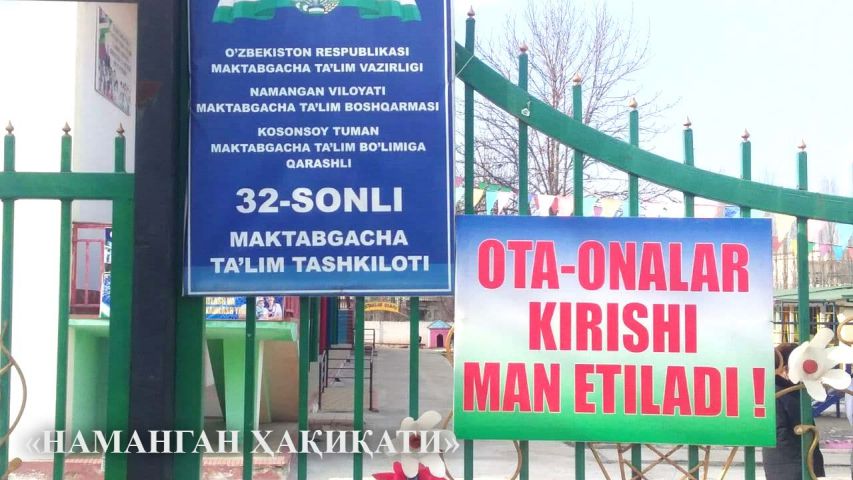 O'ZBEKISTON RESPUBLIKASI
MAKTABGACHA TA'LIM VAZIRLIGI
NAMANGAN VILOYATI
MAKTABGACHA TA'LIM BOSHQARMASI
KOSONSOY TUMAN
MAKTABGACHA TA'LIM BO'LIMIGA
QARASHLI
32-SONLI
MAKTABGACHA
TA'LIM TASHKILOTI
OTA-ONALAR
KIRISHI
MAN ETILADI !
«НАМАНГАН ҲАҚИҚАТИ»